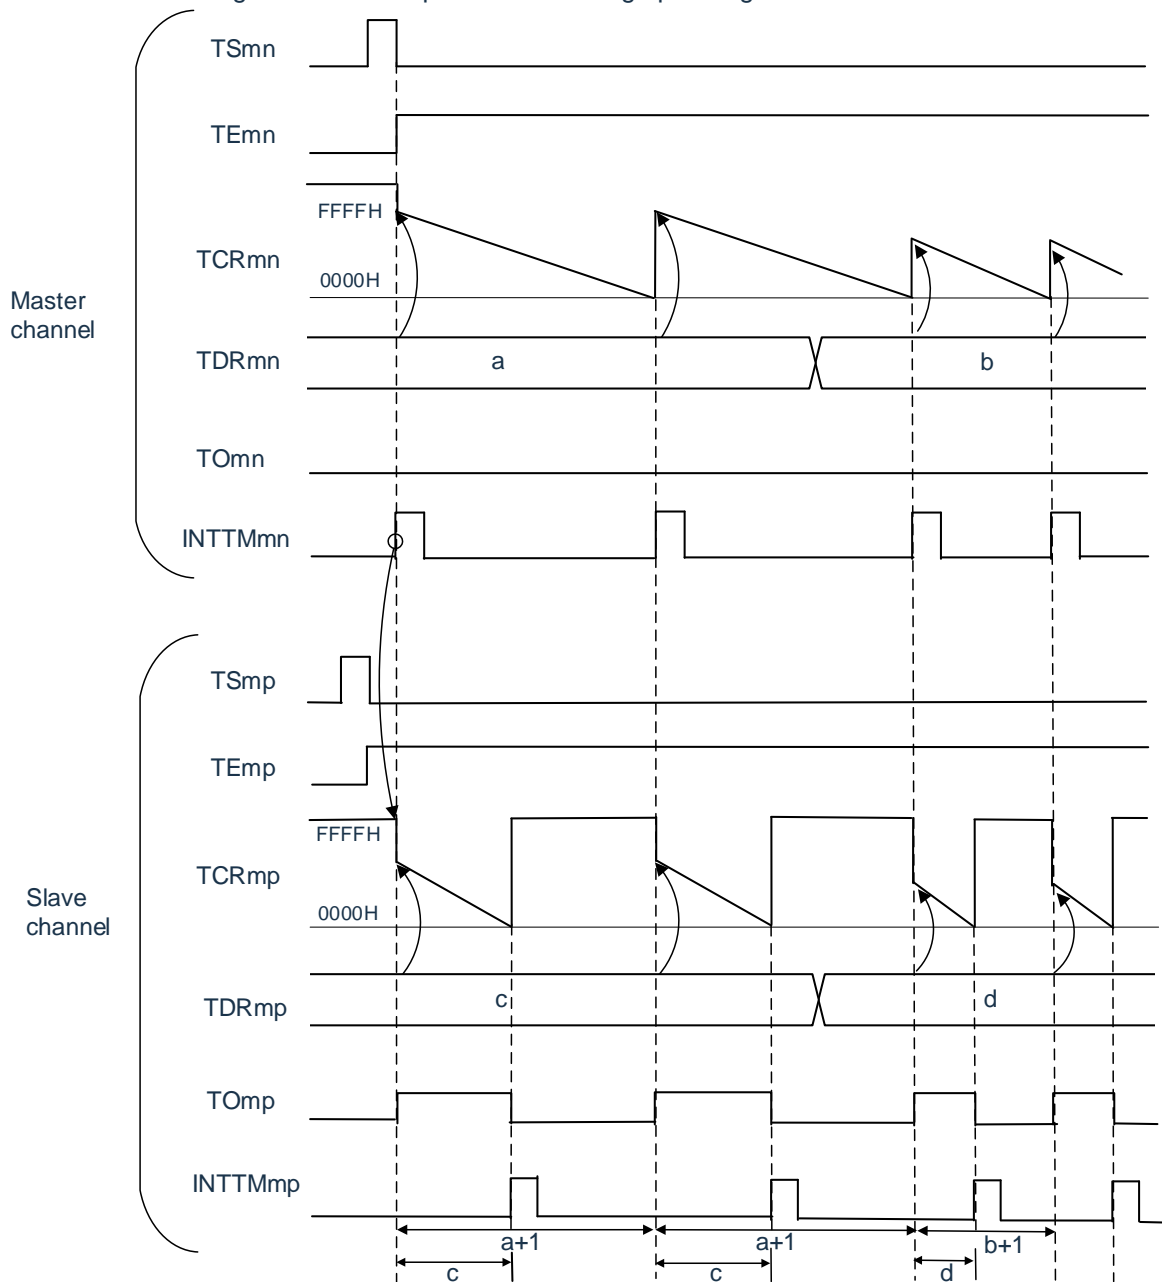 TSmn
TEmn
FFFFH
TCRmn
0000H
Master
channel
TDRmn
a
b
TOmn
INTTMmn
TSmp
TEmp
FFFFH
TCRmp
0000H
Slave
channel
TDRmp
c
d
TOmp
INTTMmp
a+1
a+1
b+1
c
c
d